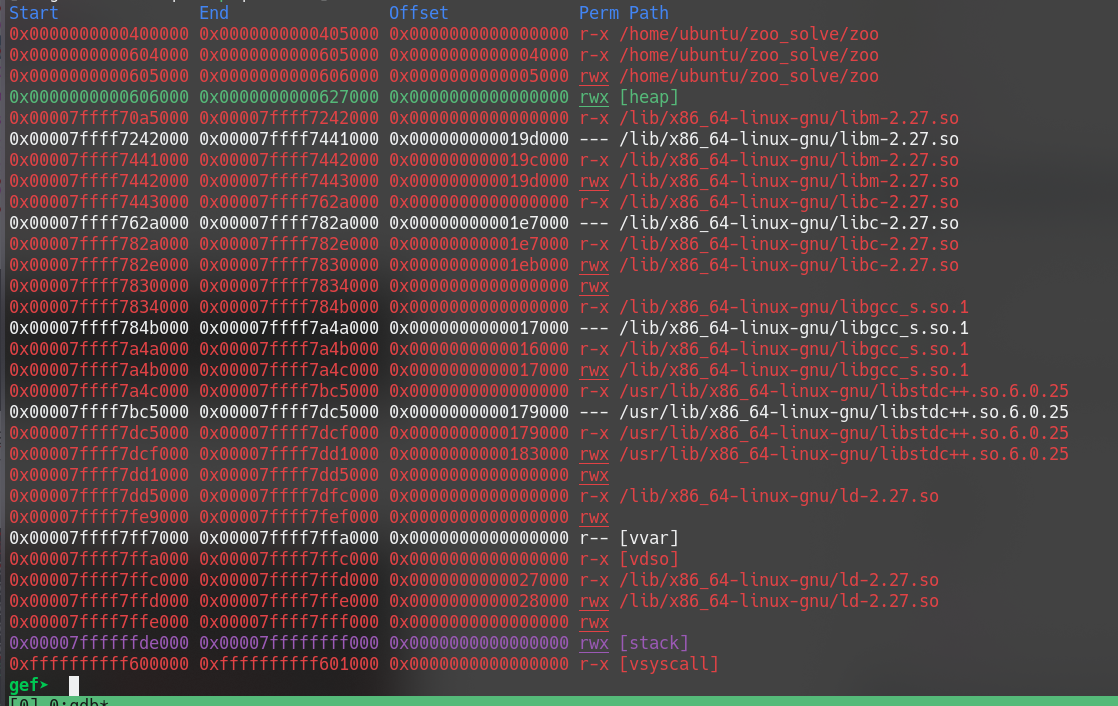 Start End Offset Perm Path
0x0000000000400000 0x0000000000405000 0x0000000000000000 r-x /home/ubuntu/zoo_solve/zoo
0x0000000000604000 0x0000000000605000 0x0000000000004000 r-x /home/ubuntu/zoo_solve/zoo
0x0000000000605000 0x0000000000606000 0x0000000000005000 rwx /home/ubuntu/zoo_solve/zoo
0x0000000000606000 0x0000000000627000 0x0000000000000000 rwx [heap]
0x00007ffff70a5000 0x00007ffff7242000 0x0000000000000000 r-x /lib/x86_64-linux-gnu/libm-2.27.so
0x00007ffff7242000 0x00007ffff7441000 0x000000000019d000 --- /lib/x86_64-linux-gnu/libm-2.27.so
0x00007ffff7441000 0x00007ffff7442000 0x000000000019c000 r-x /lib/x86_64-linux-gnu/libm-2.27.so
0x00007ffff7442000 0x00007ffff7443000 0x000000000019d000 rwx /lib/x86_64-linux-gnu/libm-2.27.so
0x00007ffff7443000 0x00007ffff762a000 0x0000000000000000 r-x /lib/x86_64-linux-gnu/libc-2.27.so
0x00007ffff762a000 0x00007ffff782a000 0x00000000001e7000 --- /lib/x86_64-linux-gnu/libc-2.27.so
0x00007ffff782a000 0x00007ffff782e000 0x00000000001e7000 r-x /lib/x86_64-linux-gnu/libc-2.27.so
0x00007ffff782e000 0x00007ffff7830000 0x00000000001eb000 rwx /lib/x86_64-linux-gnu/libc-2.27.so
0x00007ffff7830000 0x00007ffff7834000 0x0000000000000000 rwx
0x00007ffff7834000 0x00007ffff784b000 0x0000000000000000 r-x /lib/x86_64-linux-gnu/libgcc_s.so.1
0x00007ffff784b000 0x00007ffff7a4a000 0x0000000000017000 --- /lib/x86_64-linux-gnu/libgcc_s.so.1
0x00007ffff7a4a000 0x00007ffff7a4b000 0x0000000000016000 r-x /lib/x86_64-linux-gnu/libgcc_s.so.1
0x00007ffff7a4b000 0x00007ffff7a4c000 0x0000000000017000 rwx /lib/x86_64-linux-gnu/libgcc_s.so.1
0x00007ffff7a4c000 0x00007ffff7bc5000 0x0000000000000000 r-x /usr/lib/x86_64-linux-gnu/libstdc++.so.6.0.25
0x00007ffff7bc5000 0x00007ffff7dc5000 0x0000000000179000 --- /usr/lib/x86_64-linux-gnu/libstdc++.so.6.0.25
0x00007ffff7dc5000 0x00007ffff7dcf000 0x0000000000179000 r-x /usr/lib/x86_64-linux-gnu/libstdc++.so.6.0.25
0x00007ffff7dcf000 0x00007ffff7dd1000 0x0000000000183000 rwx /usr/lib/x86_64-linux-gnu/libstdc++.so.6.0.25
0x00007ffff7dd1000 0x00007ffff7dd5000 0x0000000000000000 rwx
0x00007ffff7dd5000 0x00007ffff7dfc000 0x0000000000000000 r-x /lib/x86_64-linux-gnu/ld-2.27.so
0x00007ffff7fe9000 0x00007ffff7fef000 0x0000000000000000 rwx
0x00007ffff7ff7000 0x00007ffff7ffa000 0x0000000000000000 r-- [vvar]
0x00007ffff7ffa000 0x00007ffff7ffc000 0x0000000000000000 r-x [vdso]
0x00007ffff7ffc000 0x00007ffff7ffd000 0x0000000000027000 r-x /lib/x86_64-linux-gnu/ld-2.27.so
0x00007ffff7ffd000 0x00007ffff7ffe000 0x0000000000028000 rwx /lib/x86_64-linux-gnu/ld-2.27.so
0x00007ffff7ffe000 0x00007ffff7fff000 0x0000000000000000 rwx
0x00007ffffffde000 0x00007ffffffff000 0x0000000000000000 rwx [stack]
0xffffffffff600000 0xffffffffff601000 0x0000000000000000 r-x [vsyscall]
gef➤
[0] 0:gdb*